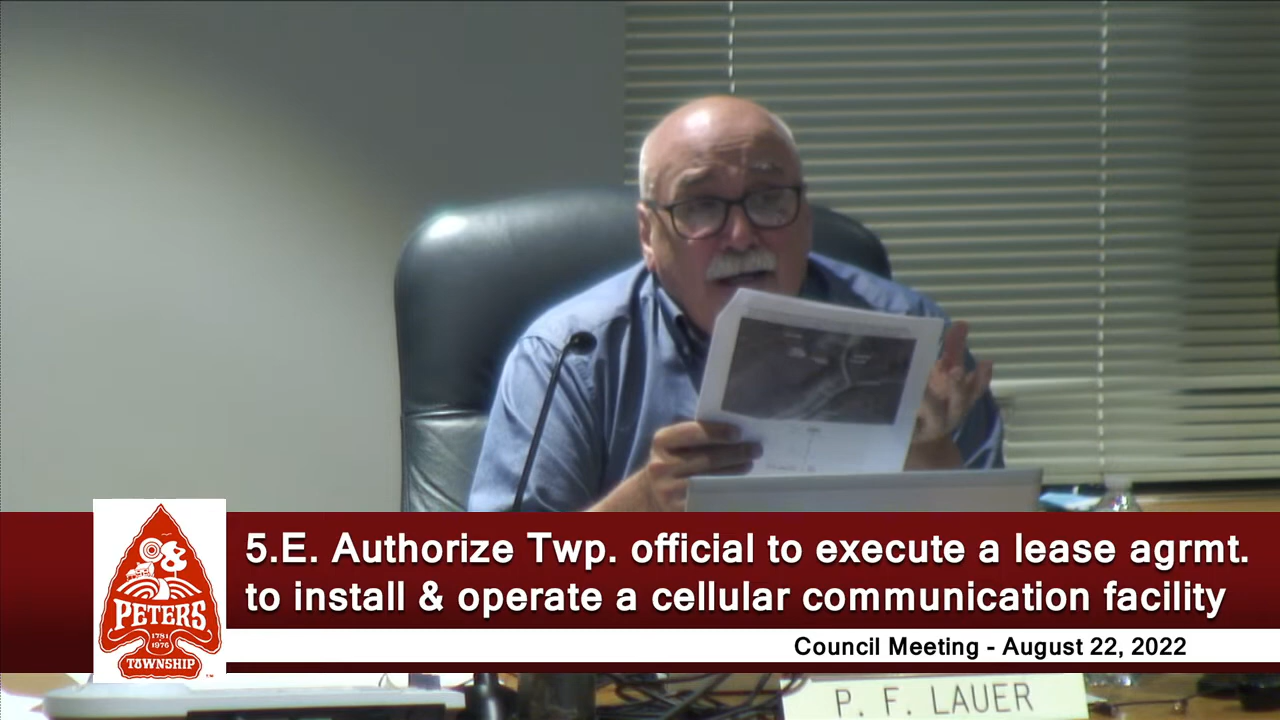 5.E. Authorize Twp. official to execute a lease agrmt.
to install & operate a cellular communication facility
Council Meeting - August 22, 2022
PETERS
1781
1976
TOWNSHIP
TM
P. F. LAUER